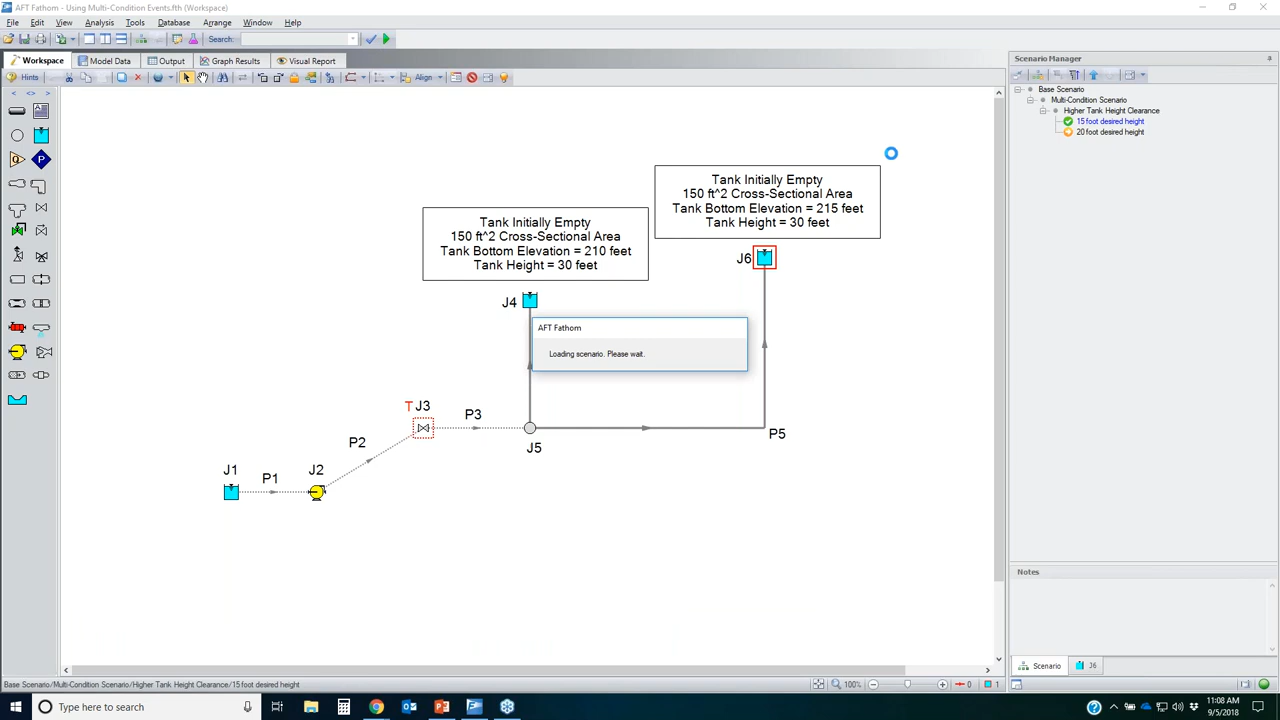 AFT Fathom - Using Multi-Condition Events.fth (Workspace)
File Edit View Analysis Tools Database Arrange Window Help
Search:
Workspace Model Data Output Graph Results Visual Report
Hints Align
Scenario Manager
Base Scenario
Multi-Condition Scenario
Higher Tank Height Clearance
15 foot desired height
20 foot desired height
Tank Initially Empty
150 ft^2 Cross-Sectional Area
Tank Bottom Elevation = 215 feet
Tank Height = 30 feet
Tank Initially Empty
150 ft^2 Cross-Sectional Area
Tank Bottom Elevation = 210 feet
Tank Height = 30 feet
J6
J4
AFT Fathom
Loading scenario. Please wait.
T J3
P3
P5
J5
P2
J1
P1
J2
Notes
Scenario J6
Base Scenario/Multi-Condition Scenario/Higher Tank Height Clearance/15 foot desired height
100% 0 1
Type here to search
11:08 AM
9/5/2018